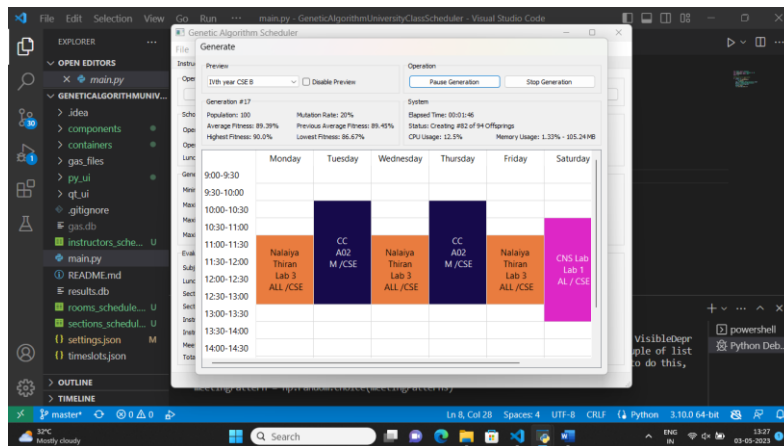 File Edit Selection View Go Run ··· main.py - GeneticAlgorithmUniversityClassScheduler - Visual Studio Code
EXPLORER
OPEN EDITORS
main.py
GENETICALGORITHMUNIV...
.idea
components
containers
gas_files
py_ui
qt_ui
.gitignore
gas.db
instructors_sche... U
main.py
README.md
results.db
rooms_schedule.... U
sections_schedul... U
settings.json M
timeslots.json
OUTLINE
TIMELINE
Genetic Algorithm Scheduler
File
Generate
Preview
IVth year CSE B
Disable Preview
Operation
Pause Generation
Stop Generation
Generation #17
Population: 100 Mutation Rate: 20%
Average Fitness: 89.39% Previous Average Fitness: 89.45%
Highest Fitness: 90.0% Lowest Fitness: 86.67%
System
Elapsed Time: 00:01:46
Status: Creating #82 of 94 Offsprings
CPU Usage: 12.5% Memory Usage: 1.33% - 105.24 MB
Monday Tuesday Wednesday Thursday Friday Saturday
9:00-9:30
9:30-10:00
10:00-10:30
10:30-11:00
11:00-11:30
11:30-12:00
12:00-12:30
12:30-13:00
13:00-13:30
13:30-14:00
14:00-14:30
Nalaiya
Thiran
Lab 3
ALL /CSE
CC
A02
M /CSE
Nalaiya
Thiran
Lab 3
ALL /CSE
CC
A02
M /CSE
Nalaiya
Thiran
Lab 3
ALL /CSE
CNS Lab
Lab 1
AL / CSE
powershell
Python Deb...
VisibleDepr
uple of list
to do this,
master*
0 0
Ln 8, Col 28 Spaces: 4 UTF-8 CRLF Python 3.10.0 64-bit
32°C
Mostly cloudy
Search
ENG
IN
13:27
03-05-2023